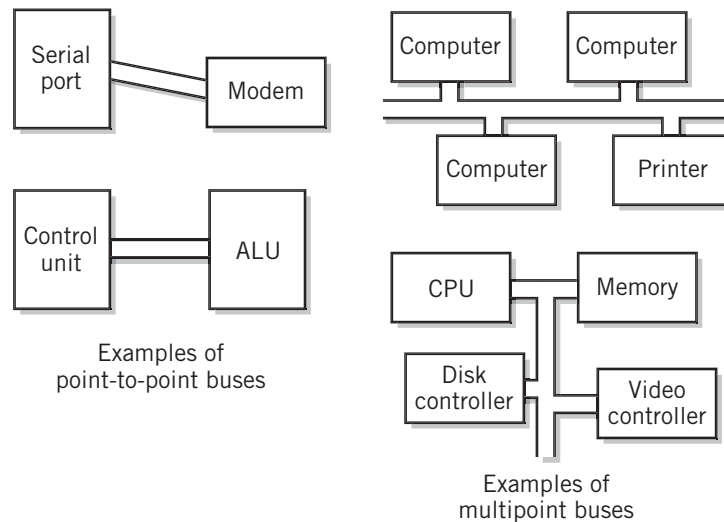 Serial
port
Modem
Control
unit
ALU
Examples of
point-to-point buses
Computer
Computer
Computer
Printer
CPU
Memory
Disk
controller
Video
controller
Examples of
multipoint buses